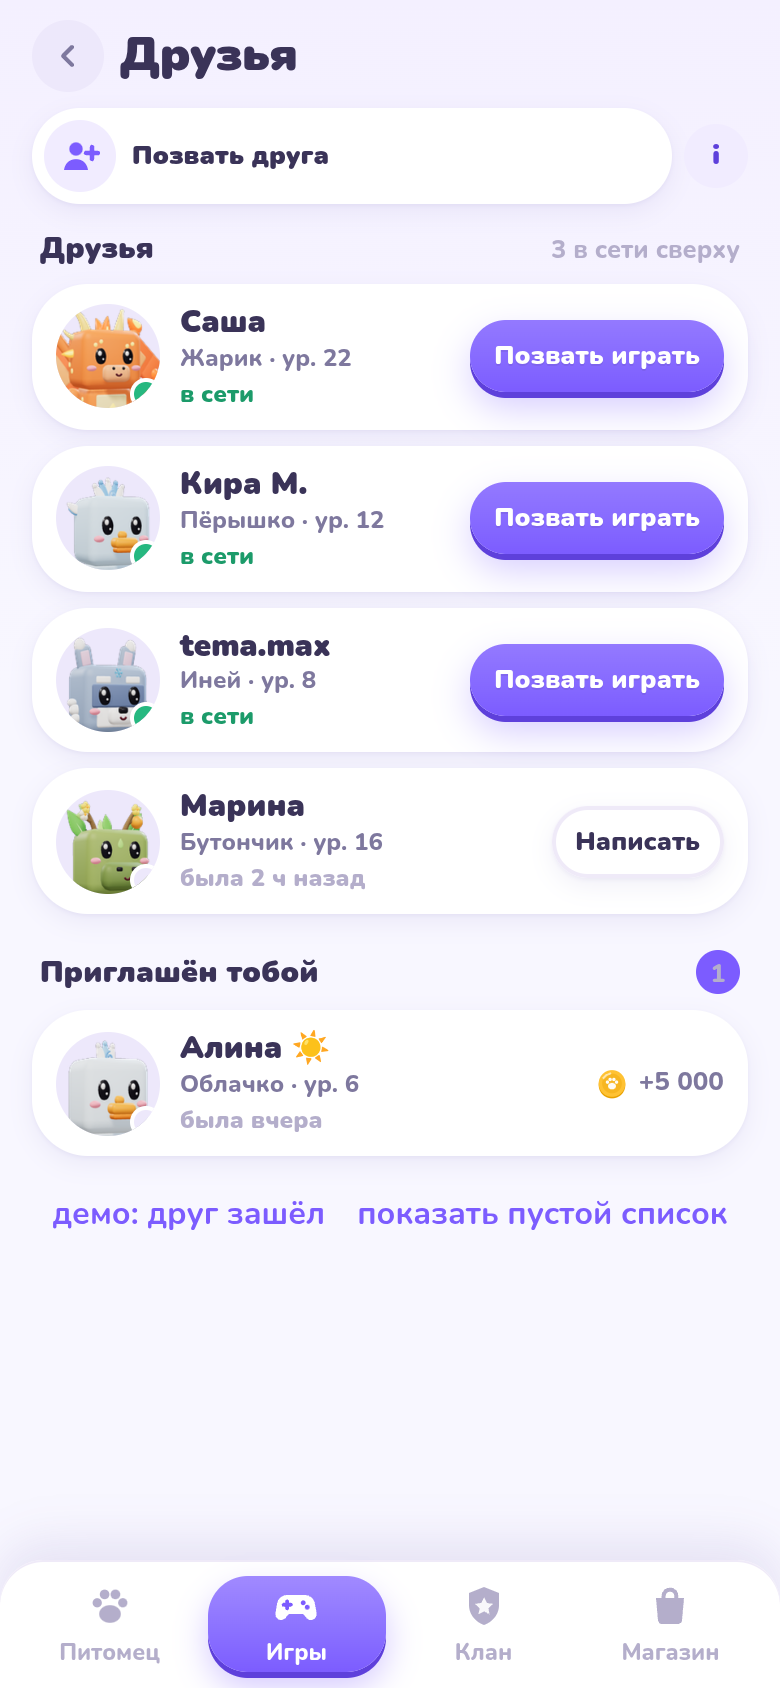 Друзья
Позвать друга
i
Друзья
3 в сети сверху
Саша
Жарик · ур. 22
в сети
Позвать играть
Кира М.
Пёрышко · ур. 12
в сети
Позвать играть
tema.max
Иней · ур. 8
в сети
Позвать играть
Марина
Бутончик · ур. 16
была 2 ч назад
Написать
Приглашён тобой
1
Алина ☀️
Облачко · ур. 6
была вчера
+5 000
демо: друг зашёл
показать пустой список
Питомец
Игры
Клан
Магазин